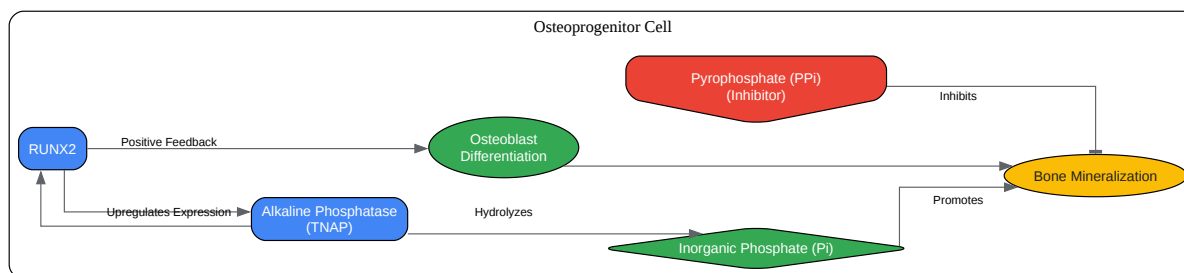 Osteoprogenitor Cell
Pyrophosphate (PPi)
(Inhibitor)
Inhibits
RUNX2
Positive Feedback
Osteoblast
Differentiation
Bone Mineralization
Upregulates Expression
Alkaline Phosphatase
(TNAP)
Hydrolyzes
Promotes
Inorganic Phosphate (Pi)